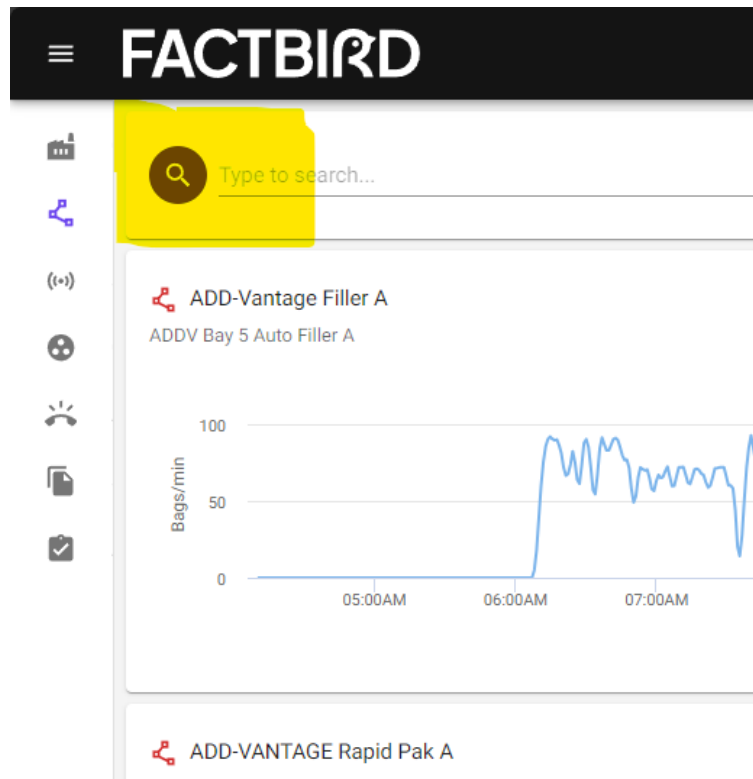 FACTBIRD
Type to search...
ADD-Vantage Filler A
ADDV Bay 5 Auto Filler A
100
50
0
Bags/min
05:00AM 06:00AM 07:00AM
ADD-VANTAGE Rapid Pak A